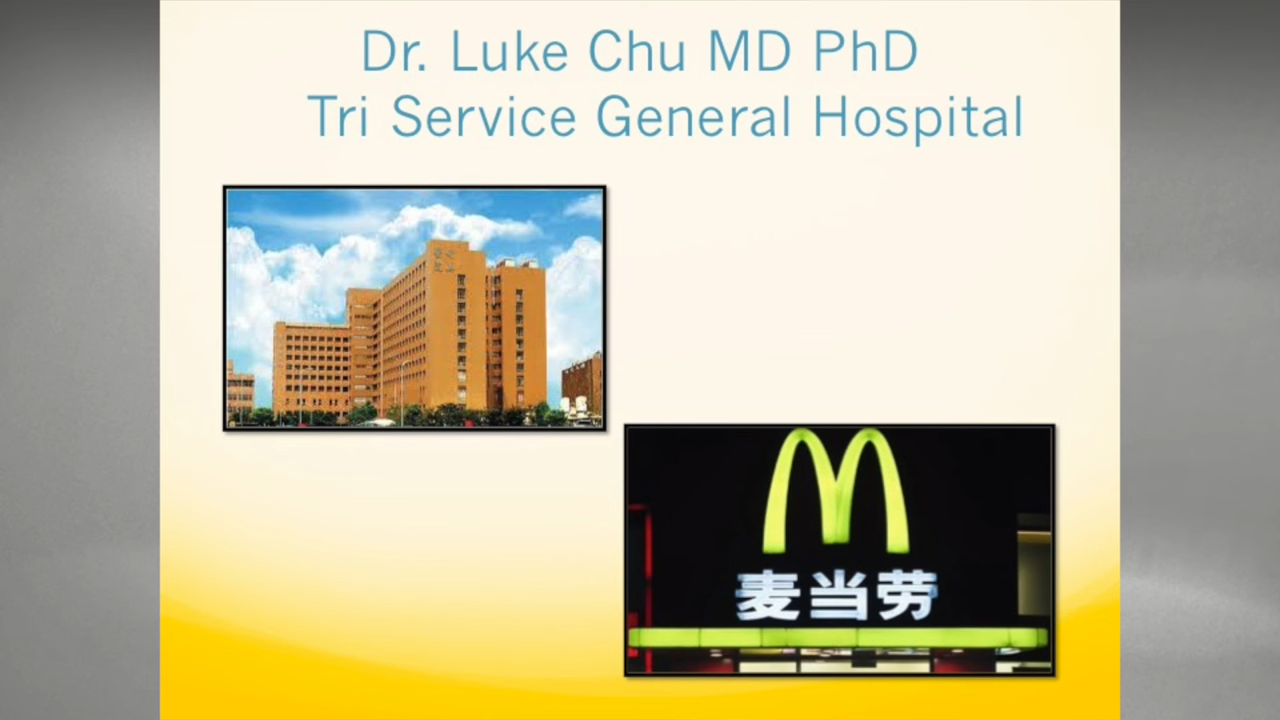 Dr. Luke Chu MD PhD
Tri Service General Hospital
麦当劳